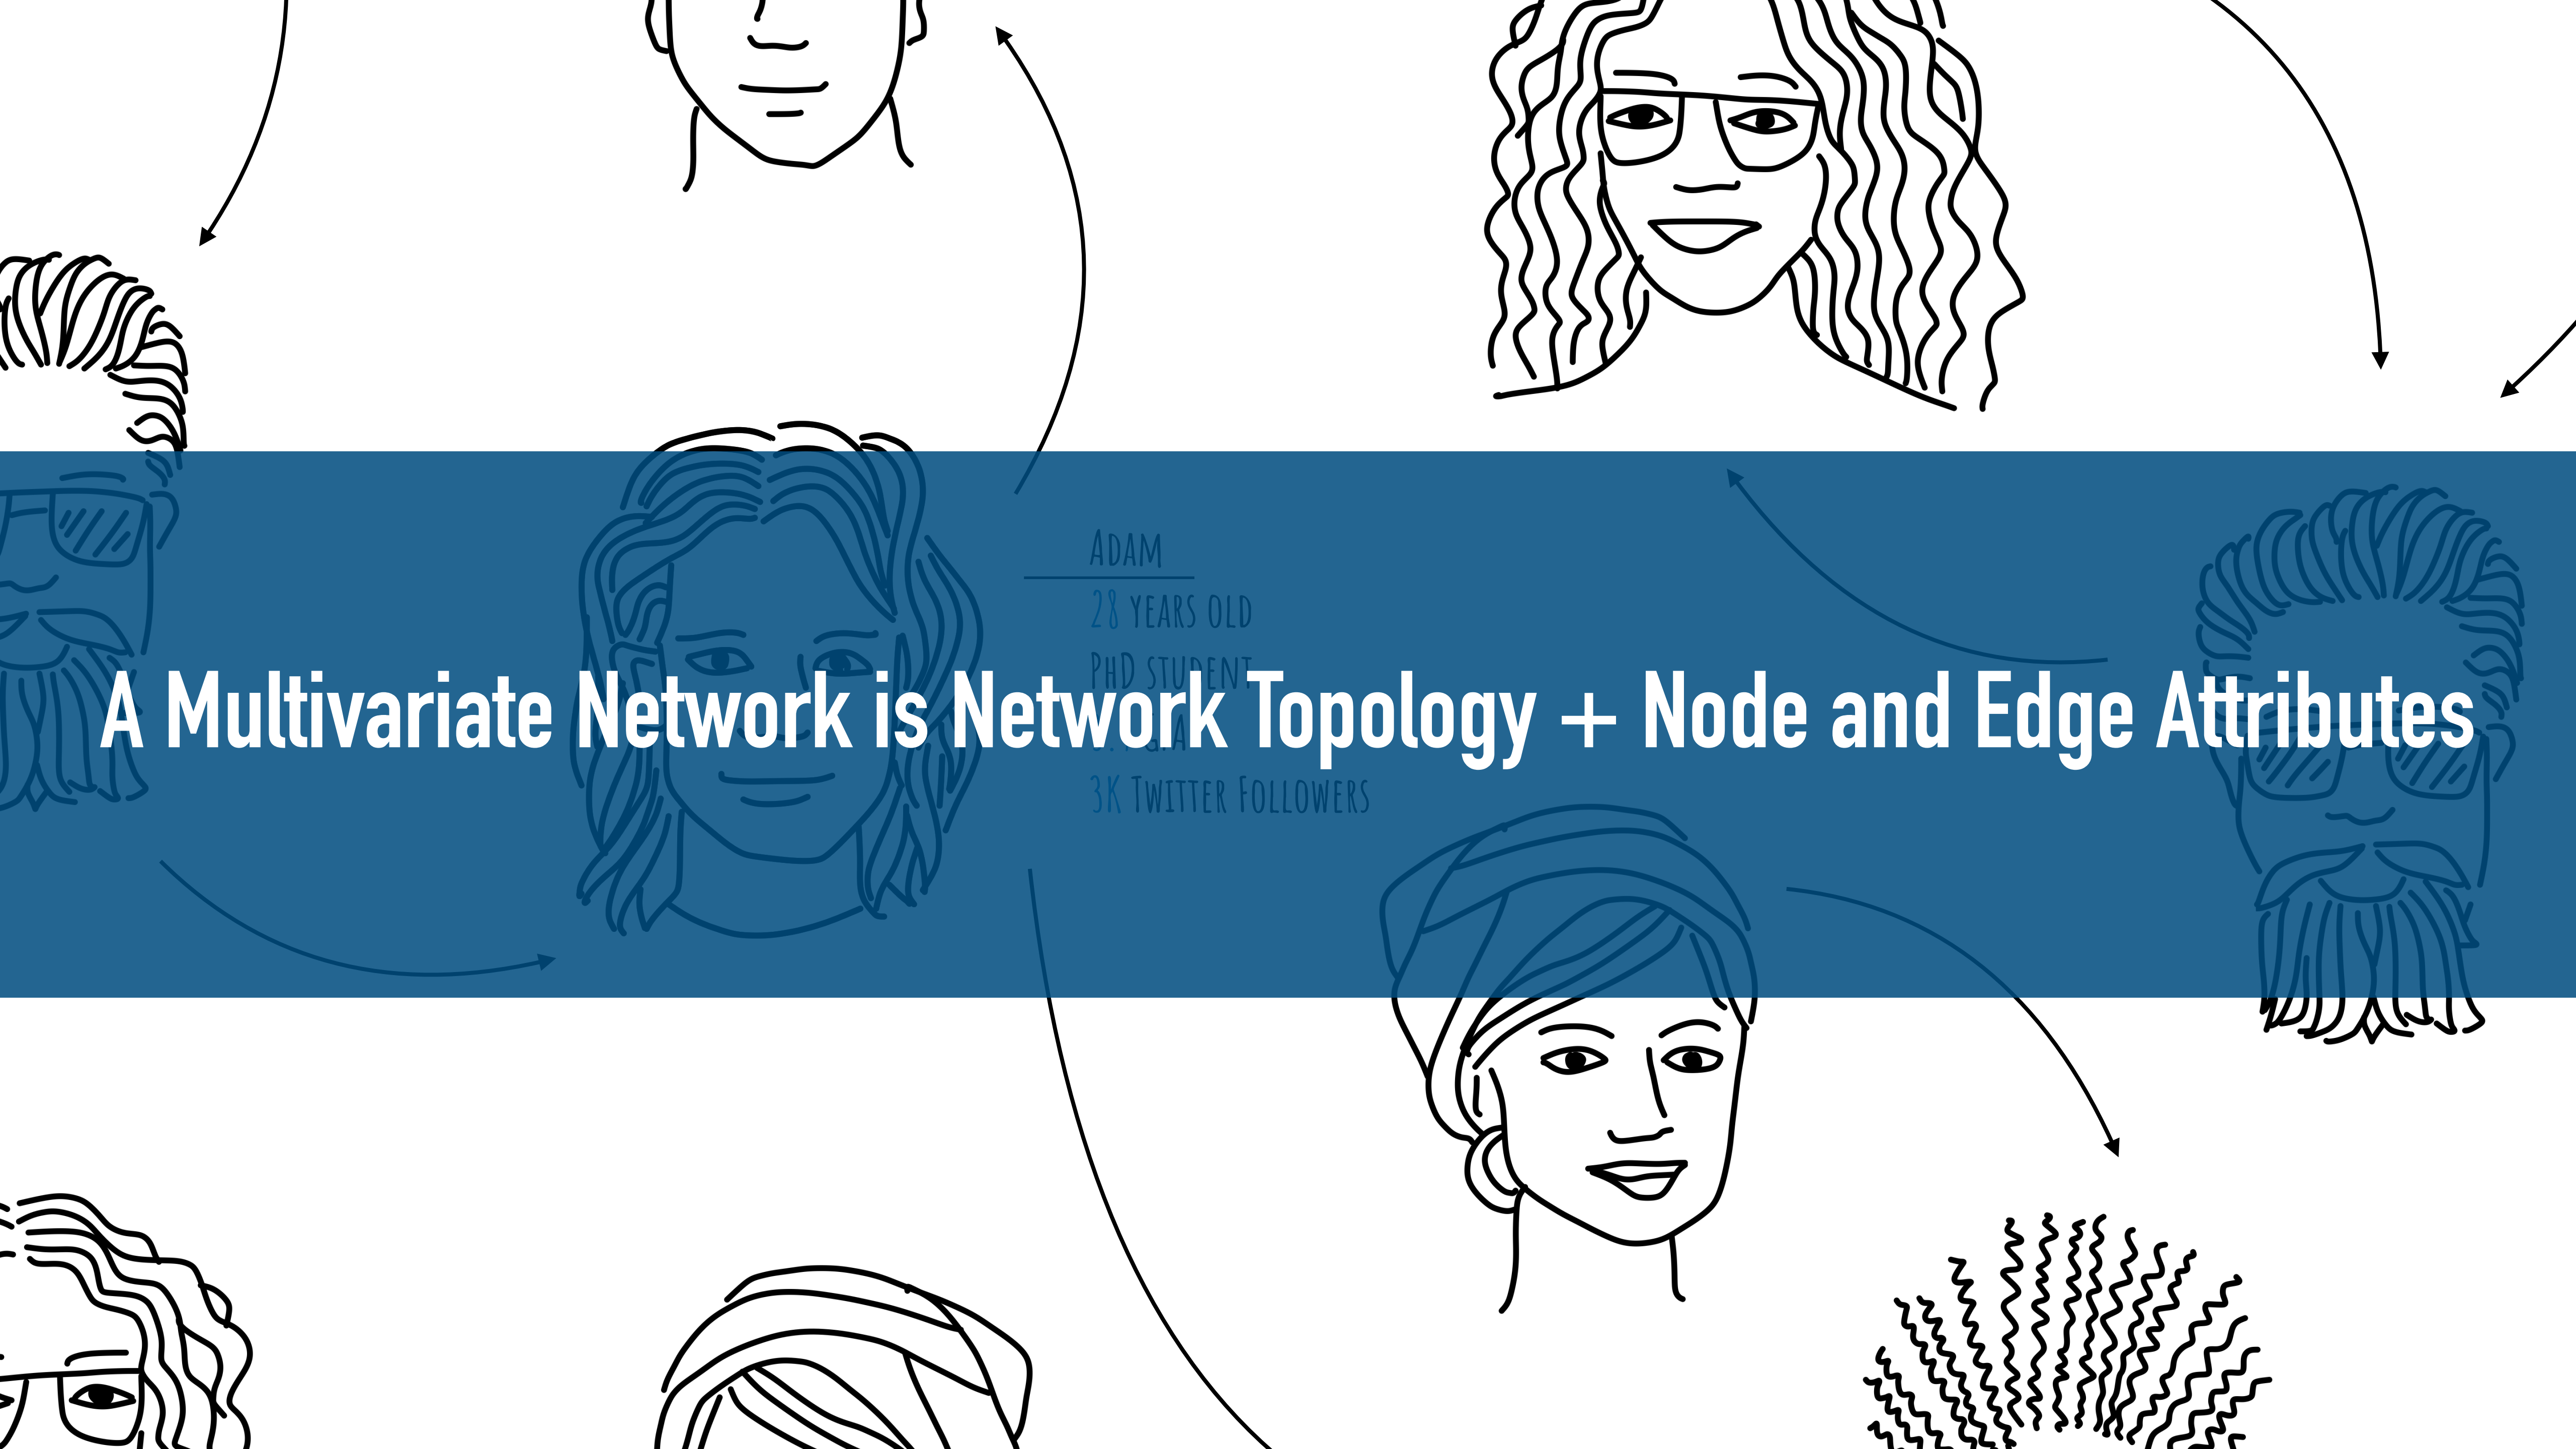 Adam
28 years old
PhD student
A Multivariate Network is Network Topology + Node and Edge Attributes
3K Twitter Followers